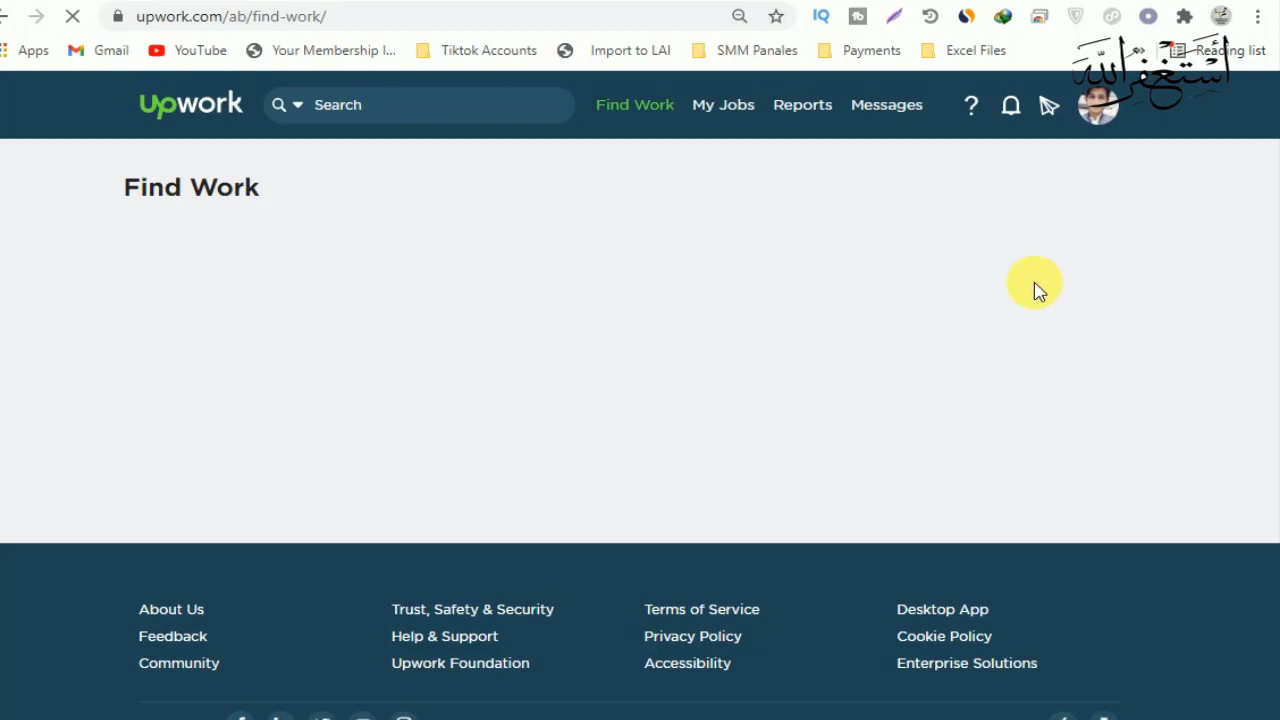 upwork.com/ab/find-work/
IQ
tb
Apps
Gmail
YouTube
Your Membership I...
Tiktok Accounts
Import to LAI
SMM Panales
Payments
Excel Files
»
Reading list
أستغفر الله
upwork
Search
Find Work
My Jobs
Reports
Messages
?
Find Work
About Us
Trust, Safety & Security
Terms of Service
Desktop App
Feedback
Help & Support
Privacy Policy
Cookie Policy
Community
Upwork Foundation
Accessibility
Enterprise Solutions